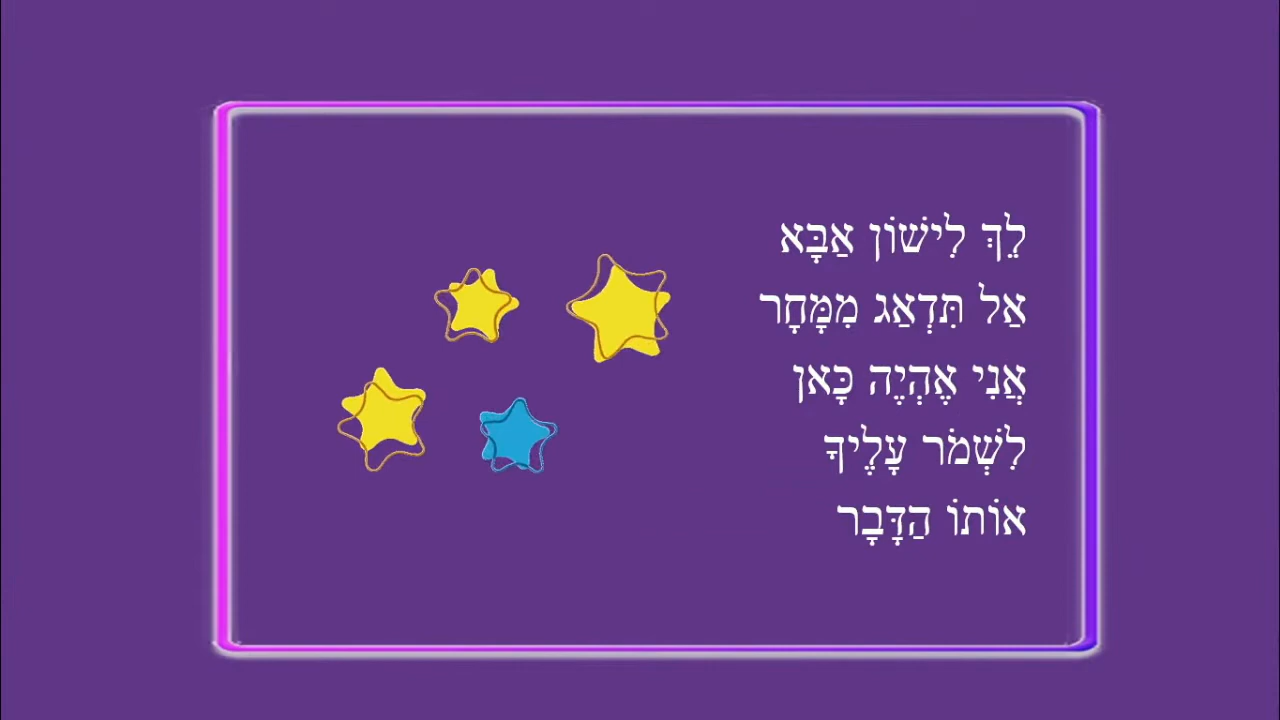 לֵךְ לִישׁוֹן אַבָּא
אַל תִּדְאַג מִמָּחָר
אֲנִי אֶהְיֶה כָּאן
לִשְׁמֹר עָלֶיךָ
אוֹתוֹ הַדָּבָר